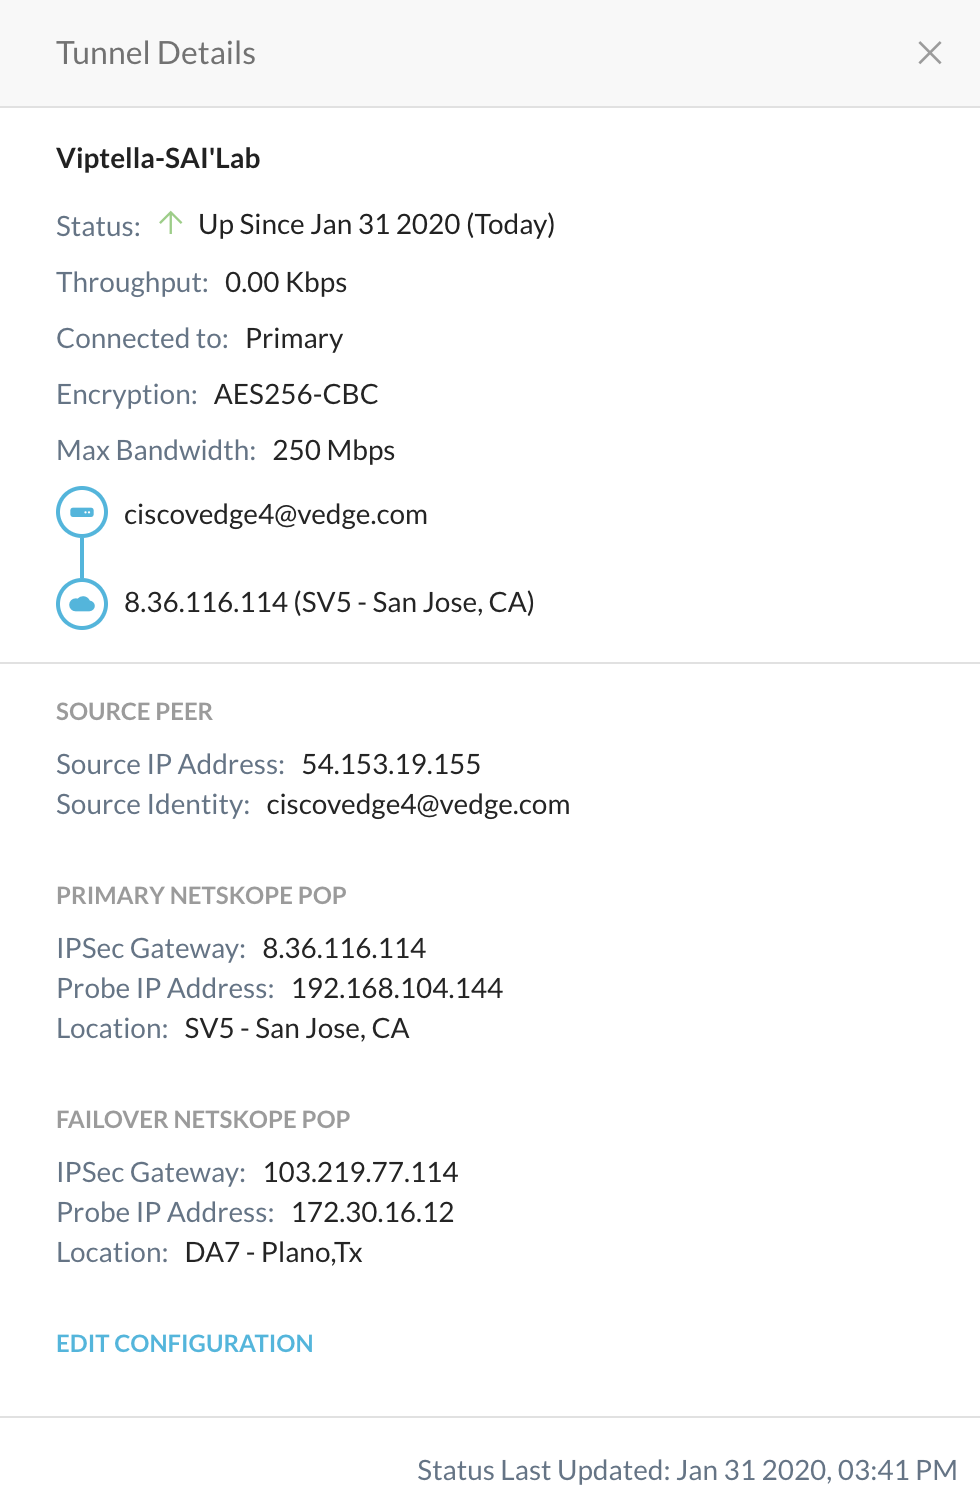 Tunnel Details
Viptella-SAI'Lab
Status: ↑ Up Since Jan 31 2020 (Today)
Throughput: 0.00 Kbps
Connected to: Primary
Encryption: AES256-CBC
Max Bandwidth: 250 Mbps
ciscovedge4@vedge.com
8.36.116.114 (SV5 - San Jose, CA)
SOURCE PEER
Source IP Address: 54.153.19.155
Source Identity: ciscovedge4@vedge.com
PRIMARY NETSKOPE POP
IPSec Gateway: 8.36.116.114
Probe IP Address: 192.168.104.144
Location: SV5 - San Jose, CA
FAILOVER NETSKOPE POP
IPSec Gateway: 103.219.77.114
Probe IP Address: 172.30.16.12
Location: DA7 - Plano,Tx
EDIT CONFIGURATION
Status Last Updated: Jan 31 2020, 03:41 PM